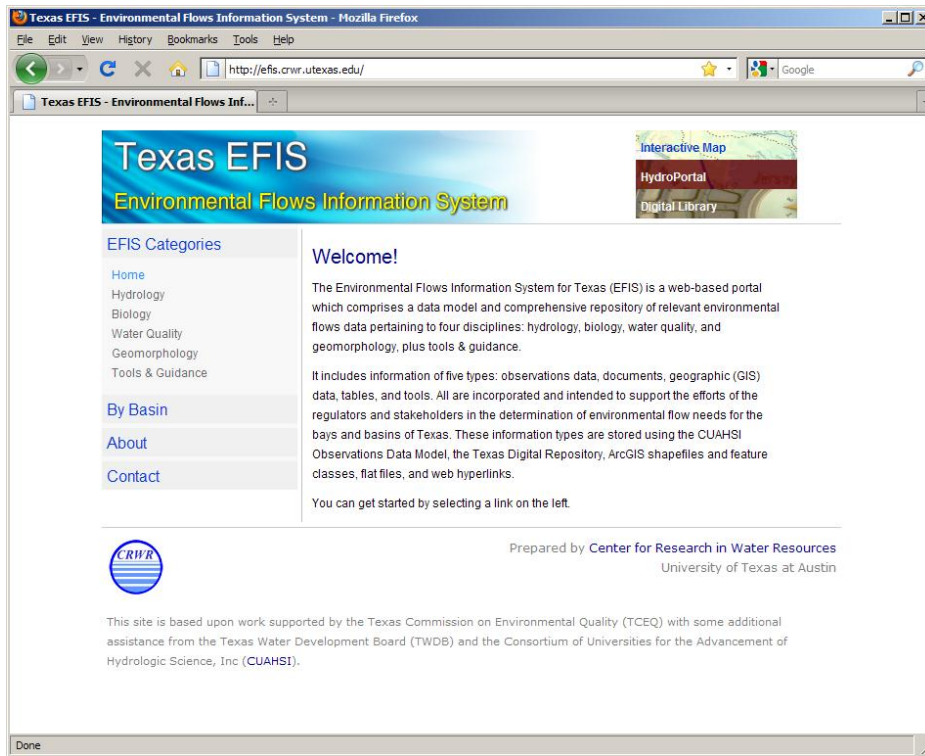 Texas EFIS - Environmental Flows Information System - Mozilla Firefox
File Edit View History Bookmarks Tools Help
http://efis.crwr.utexas.edu/
Google
Texas EFIS - Environmental Flows Inf...
Texas EFIS
Environmental Flows Information System
Interactive Map
HydroPortal
Digital Library
EFIS Categories
Home
Hydrology
Biology
Water Quality
Geomorphology
Tools & Guidance
By Basin
About
Contact
Welcome!
The Environmental Flows Information System for Texas (EFIS) is a web-based portal
which comprises a data model and comprehensive repository of relevant environmental
flows data pertaining to four disciplines: hydrology, biology, water quality, and
geomorphology, plus tools & guidance.
It includes information of five types: observations data, documents, geographic (GIS)
data, tables, and tools. All are incorporated and intended to support the efforts of the
regulators and stakeholders in the determination of environmental flow needs for the
bays and basins of Texas. These information types are stored using the CUAHSI
Observations Data Model, the Texas Digital Repository, ArcGIS shapefiles and feature
classes, flat files, and web hyperlinks.
You can get started by selecting a link on the left.
CRWR
Prepared by Center for Research in Water Resources
University of Texas at Austin
This site is based upon work supported by the Texas Commission on Environmental Quality (TCEQ) with some additional
assistance from the Texas Water Development Board (TWDB) and the Consortium of Universities for the Advancement of
Hydrologic Science, Inc (CUAHSI).
Done